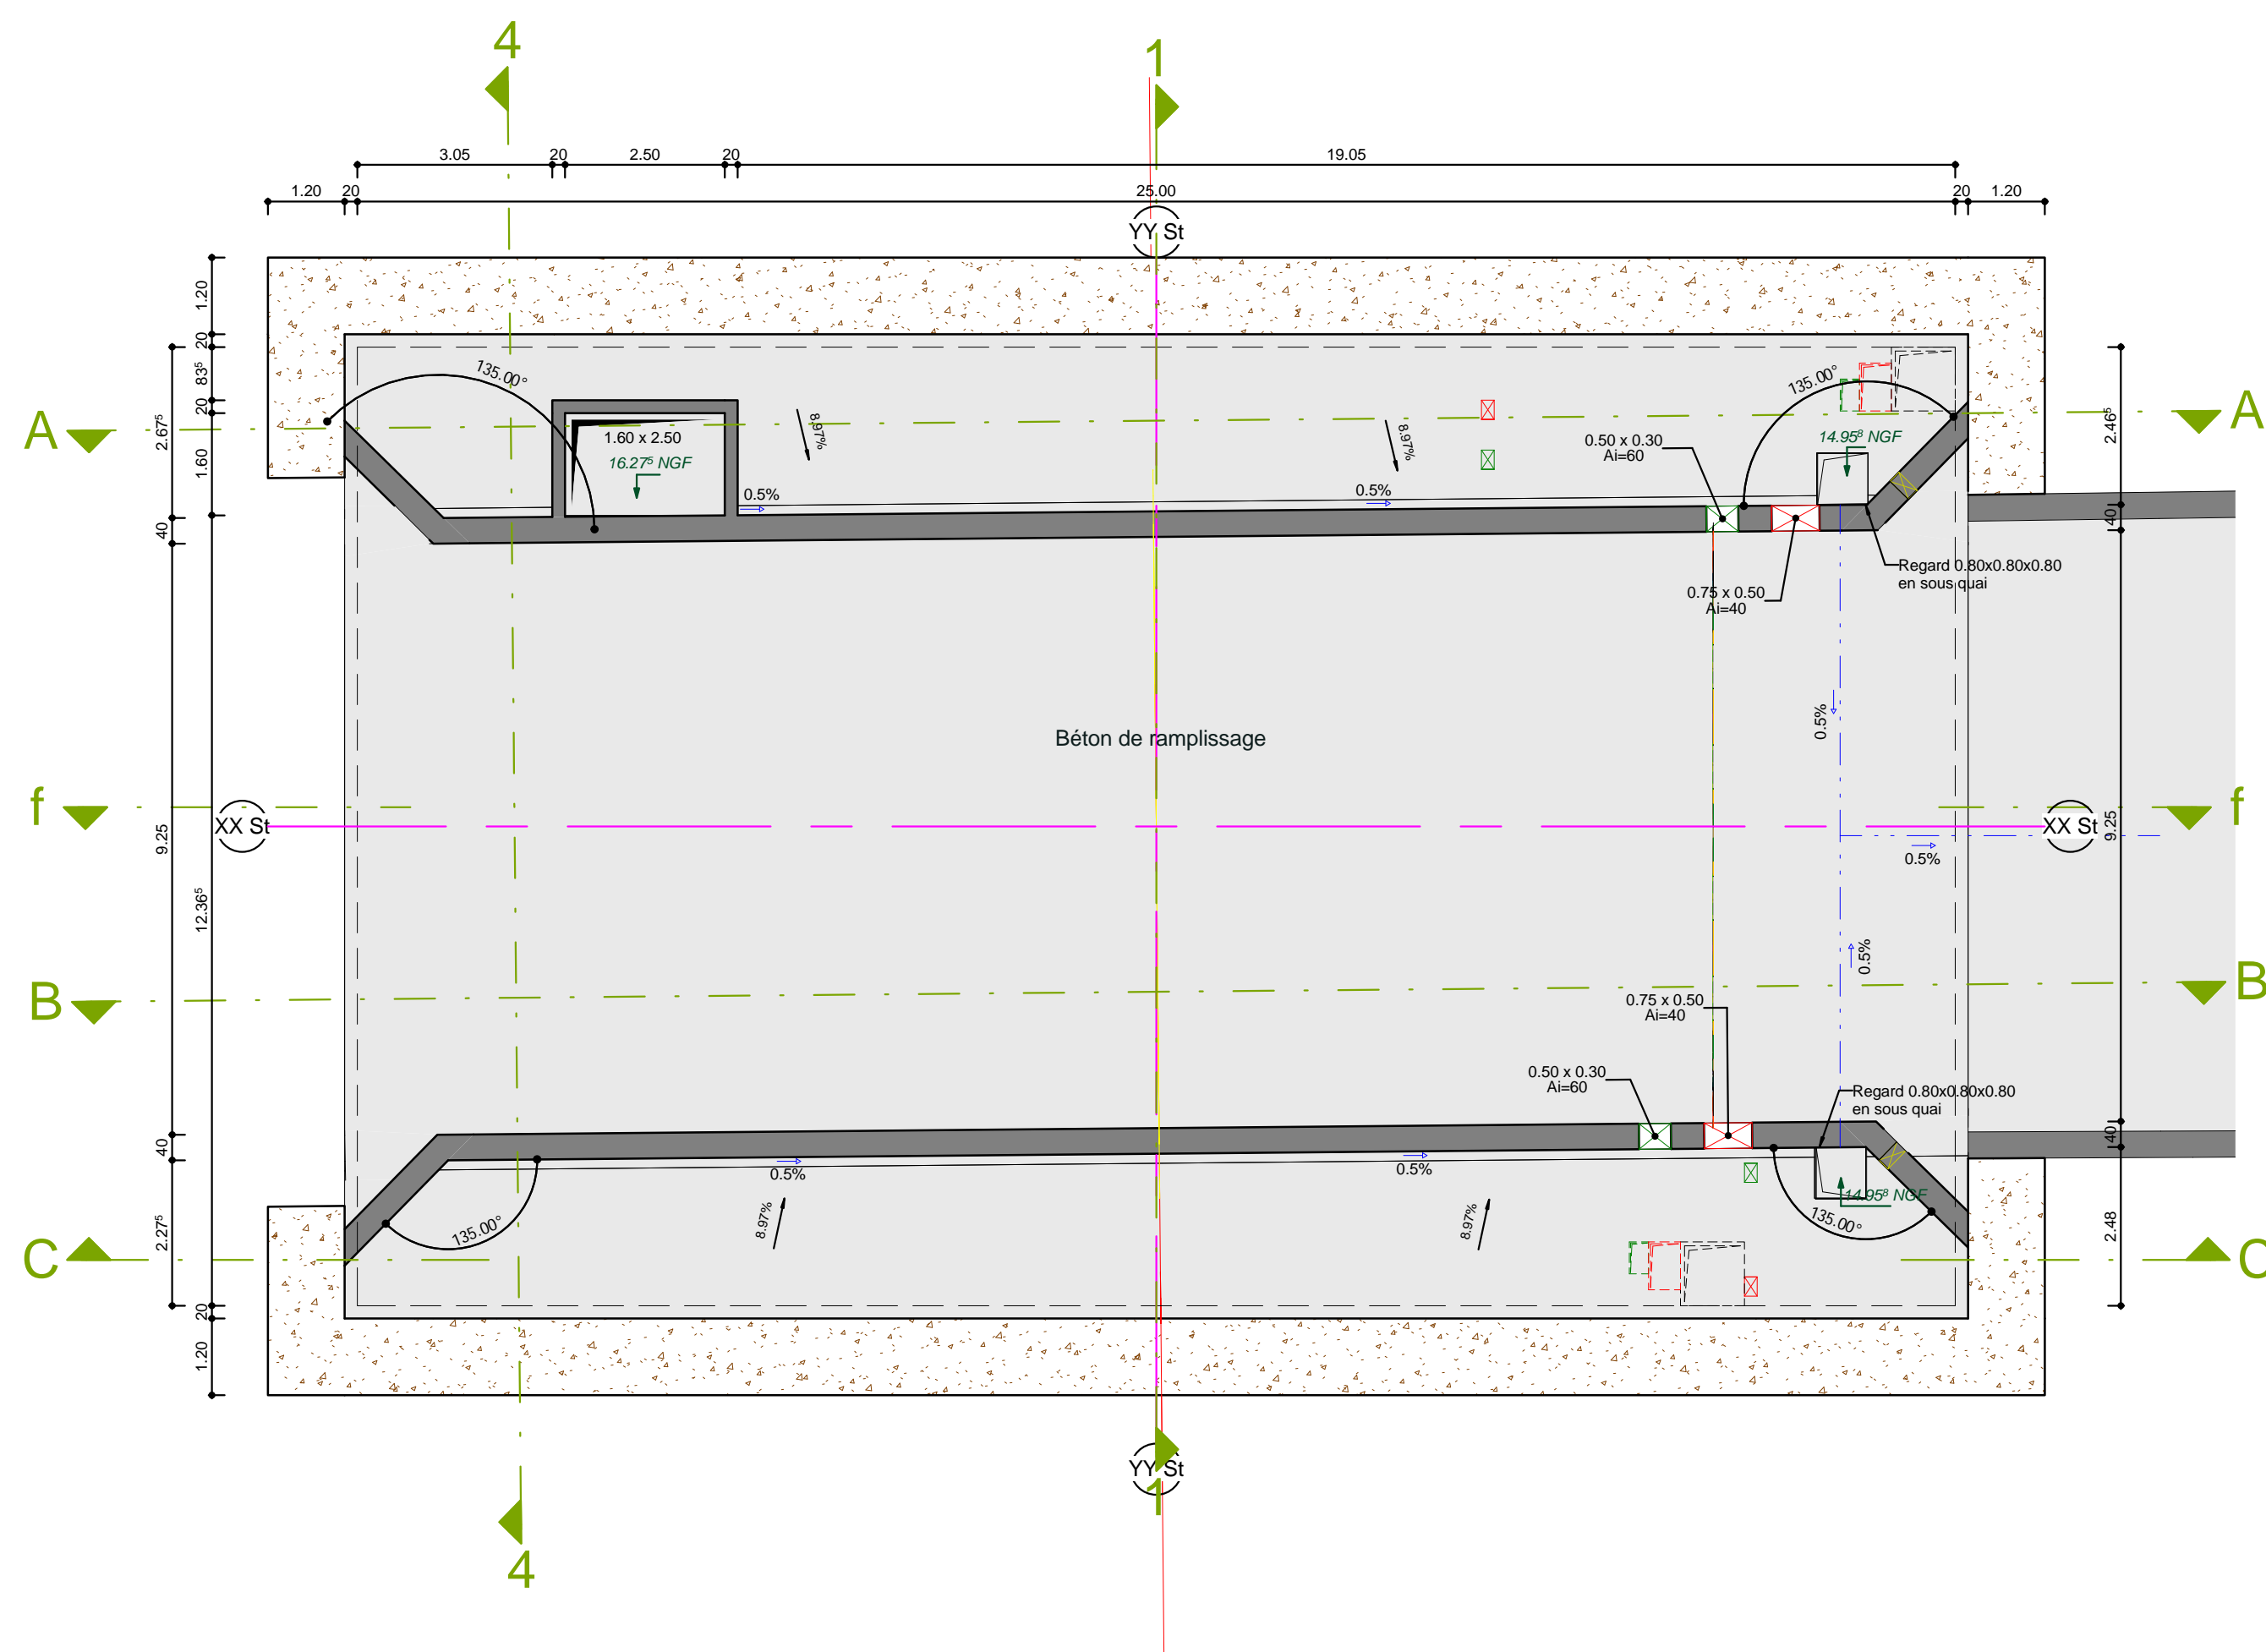 4
1
3.05
20
2.50
20
19.05
1.20
20
25.00
20
1.20
YY St
1.20
20
83⁵
20
1.60
12.36⁵
20
1.20
2.67⁵
40
9.25
40
2.27⁵
135.00°
135.00°
A
A
1.60 x 2.50
16.27⁵ NGF
8.97%
8.97%
0.50 x 0.30
Ai=60
14.95⁸ NGF
2.46⁵
0.5%
0.5%
40
Regard 0.80x0.80x0.80
en sous quai
0.75 x 0.50
Ai=40
0.5%
Béton de ramplissage
f
f
XX St
XX St
9.25
0.5%
0.5%
B
B
0.75 x 0.50
Ai=40
0.50 x 0.30
Ai=60
Regard 0.80x0.80x0.80
en sous quai
40
0.5%
0.5%
14.95⁸ NGF
8.97%
8.97%
135.00°
135.00°
2.48
C
C
YY St
1
4